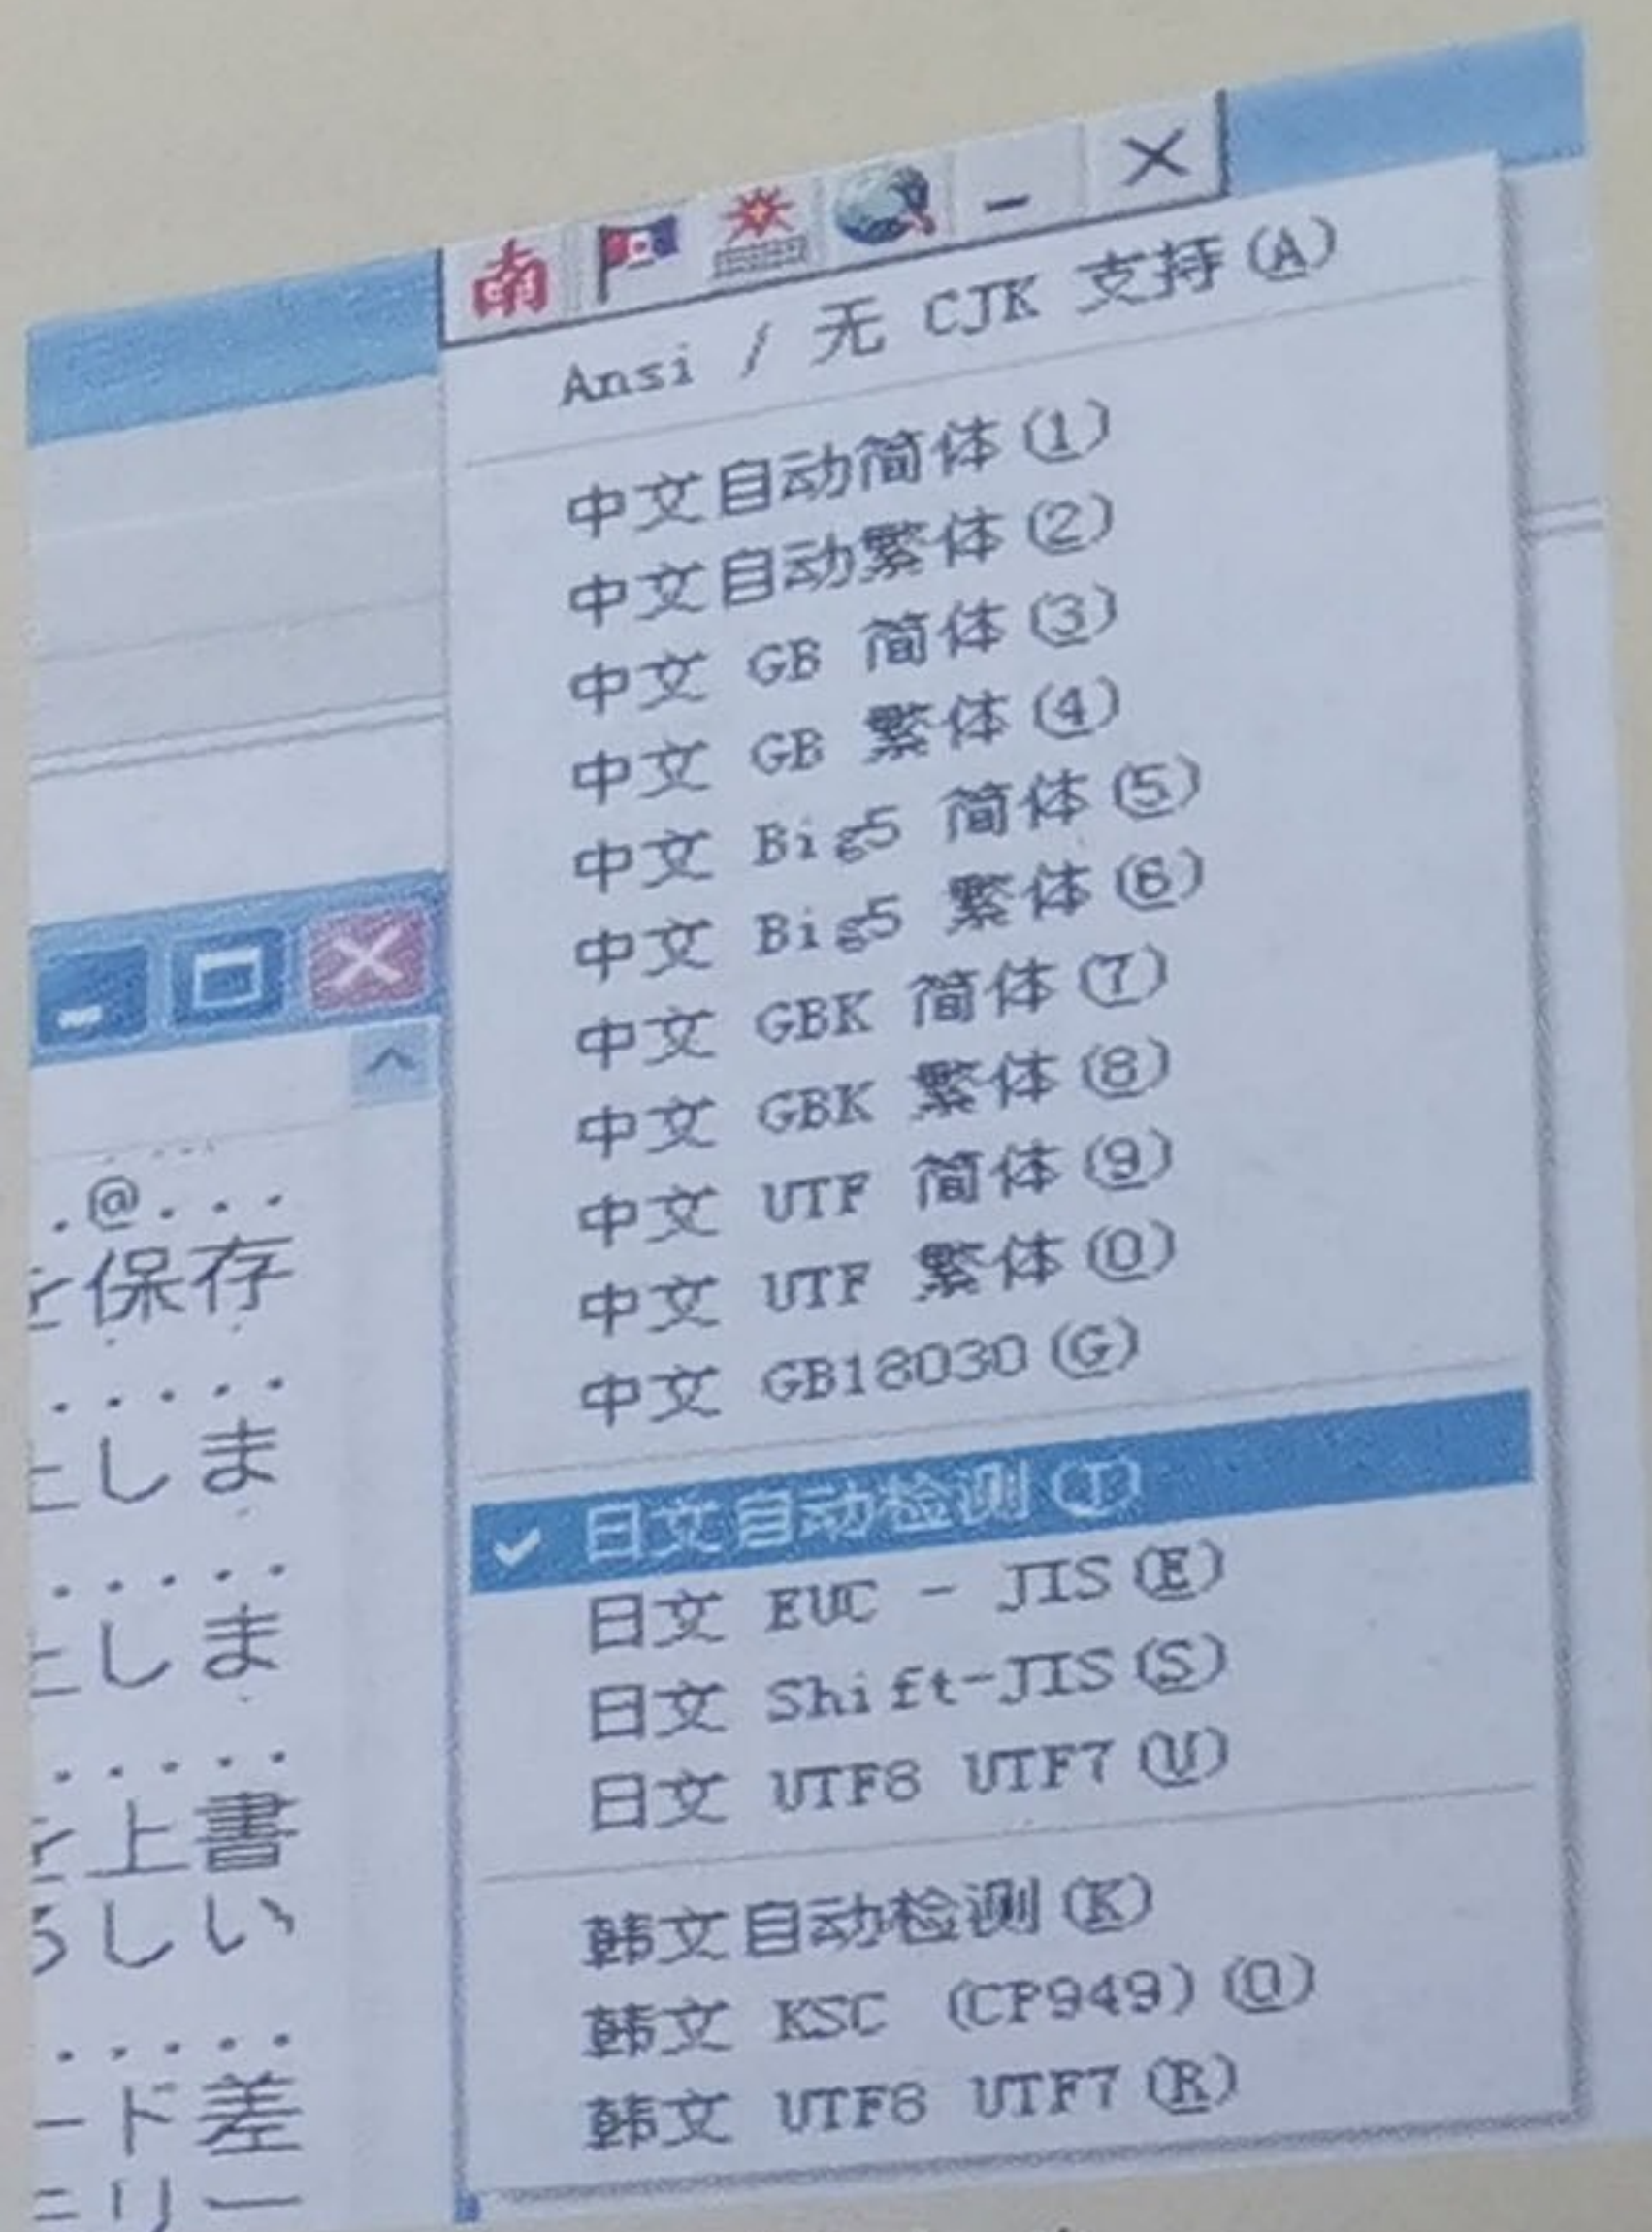 南
Ansi / 无 CJK 支持(A)
中文自动简体(1)
中文自动繁体(2)
中文 GB 简体(3)
中文 GB 繁体(4)
中文 Big5 简体(5)
中文 Big5 繁体(6)
中文 GBK 简体(7)
中文 GBK 繁体(8)
中文 UTF 简体(9)
中文 UTF 繁体(0)
中文 GB18030(G)
日文自动检测(J)
日文 EUC - JIS(E)
日文 Shift-JIS(S)
日文 UTF8 UTF7(U)
韩文自动检测(K)
韩文 KSC (CP949)(O)
韩文 UTF8 UTF7(R)
.@...
を保存
......
しま
......
しま
......
を上書
ろしい
......
ード差
リー